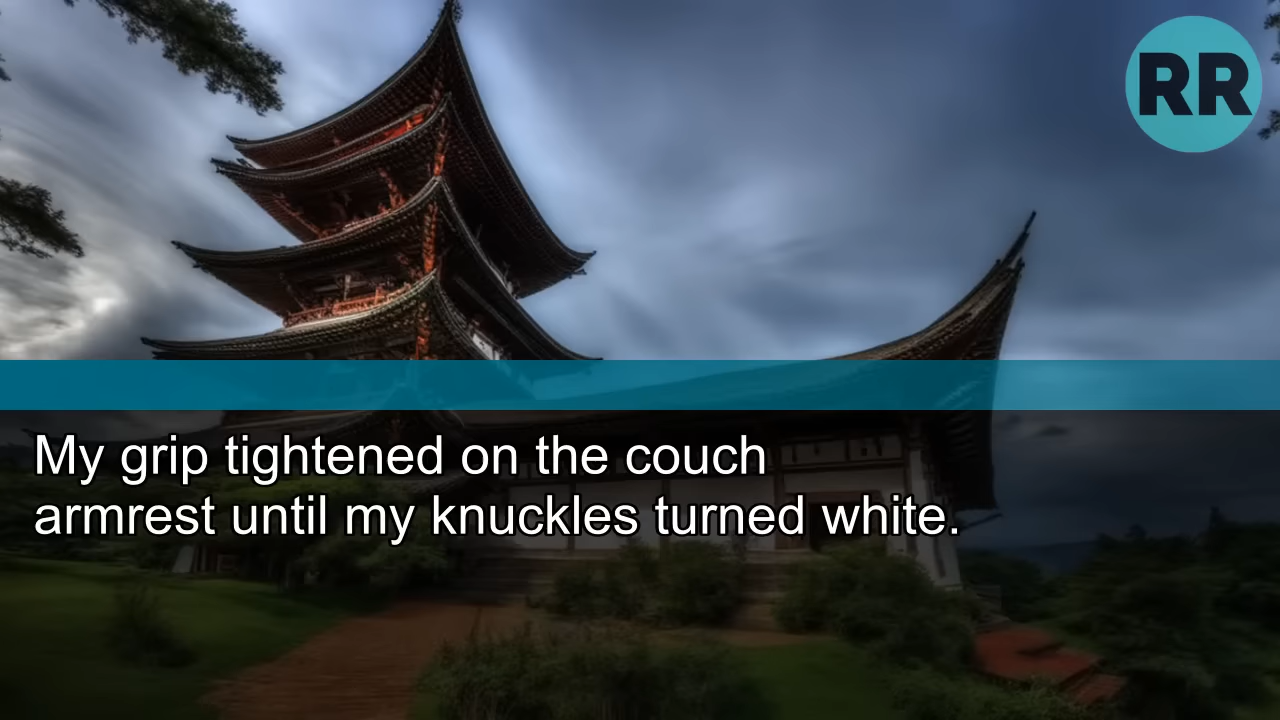 RR
My grip tightened on the couch
armrest until my knuckles turned white.